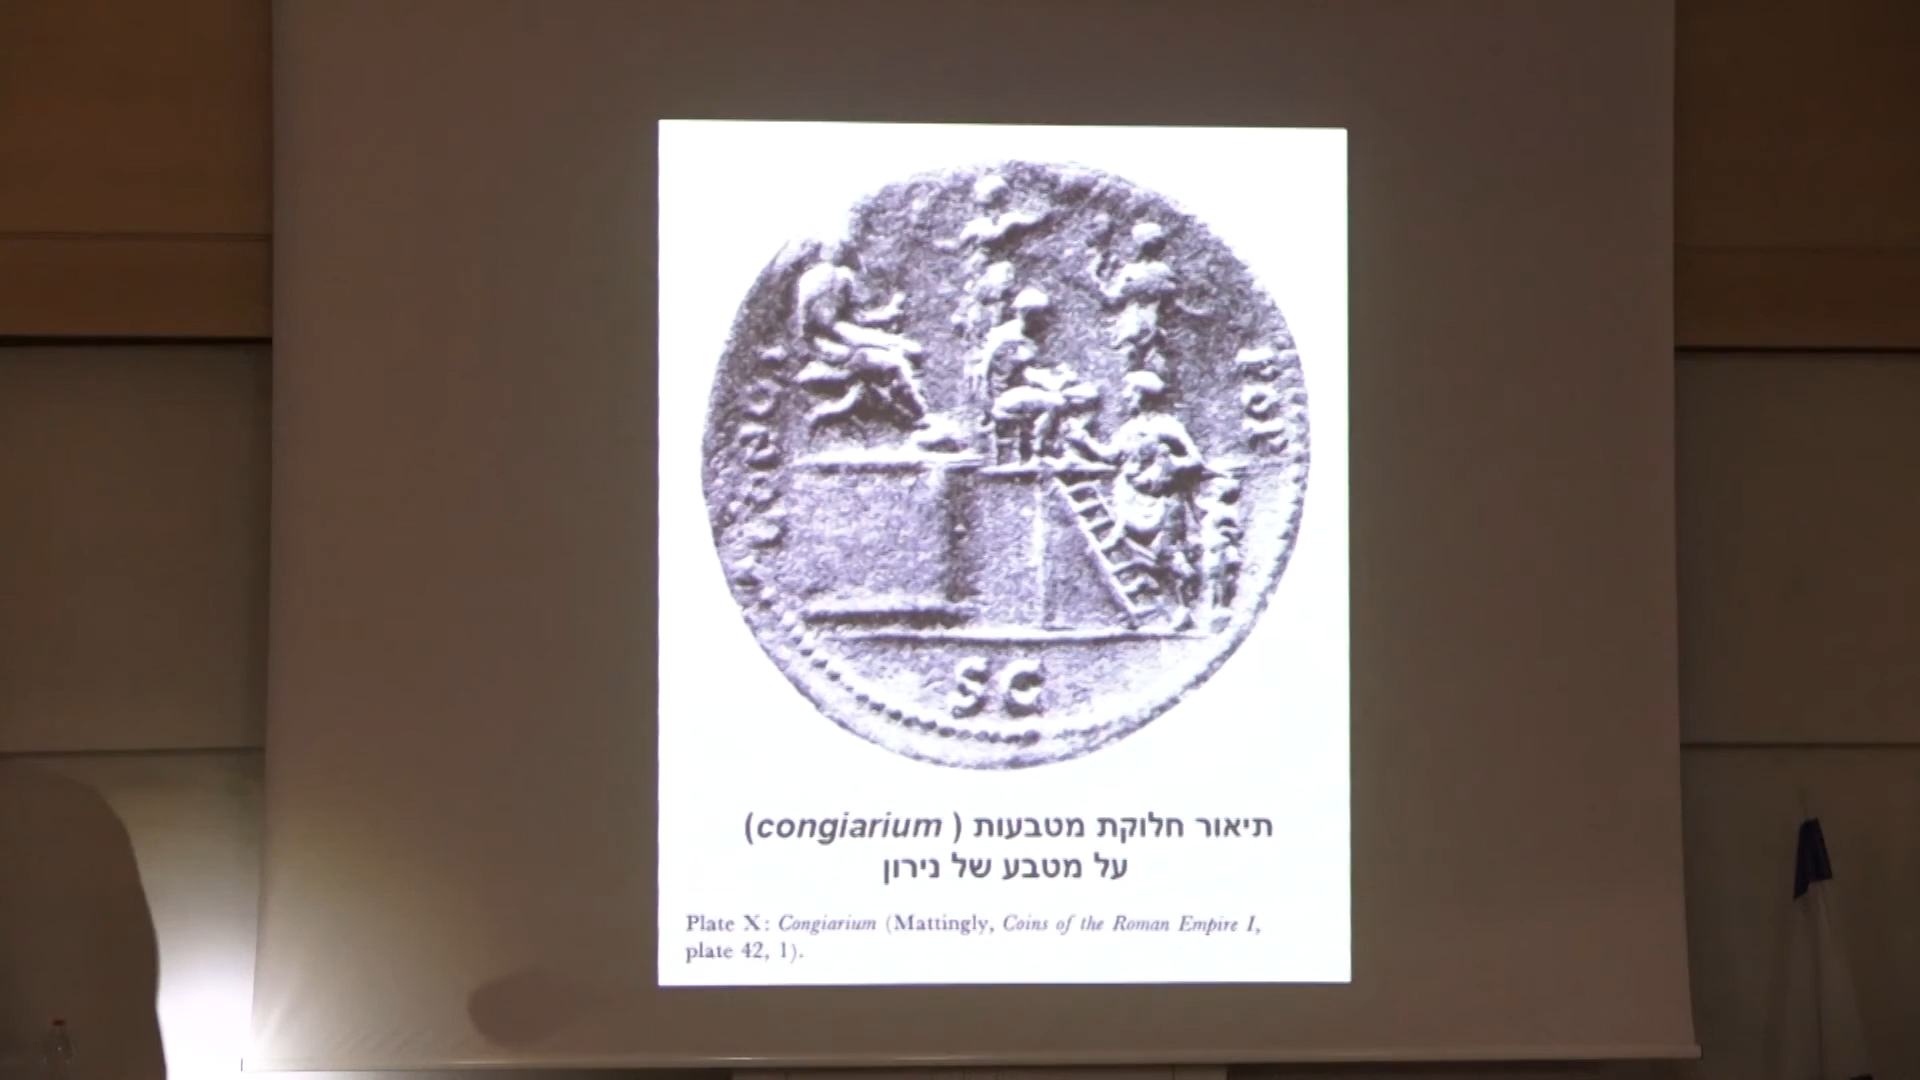 POP
SC
תיאור חלוקת מטבעות (congiarium)
על מטבע של נירון
Plate X: Congiarium (Mattingly, Coins of the Roman Empire I,
plate 42, 1).